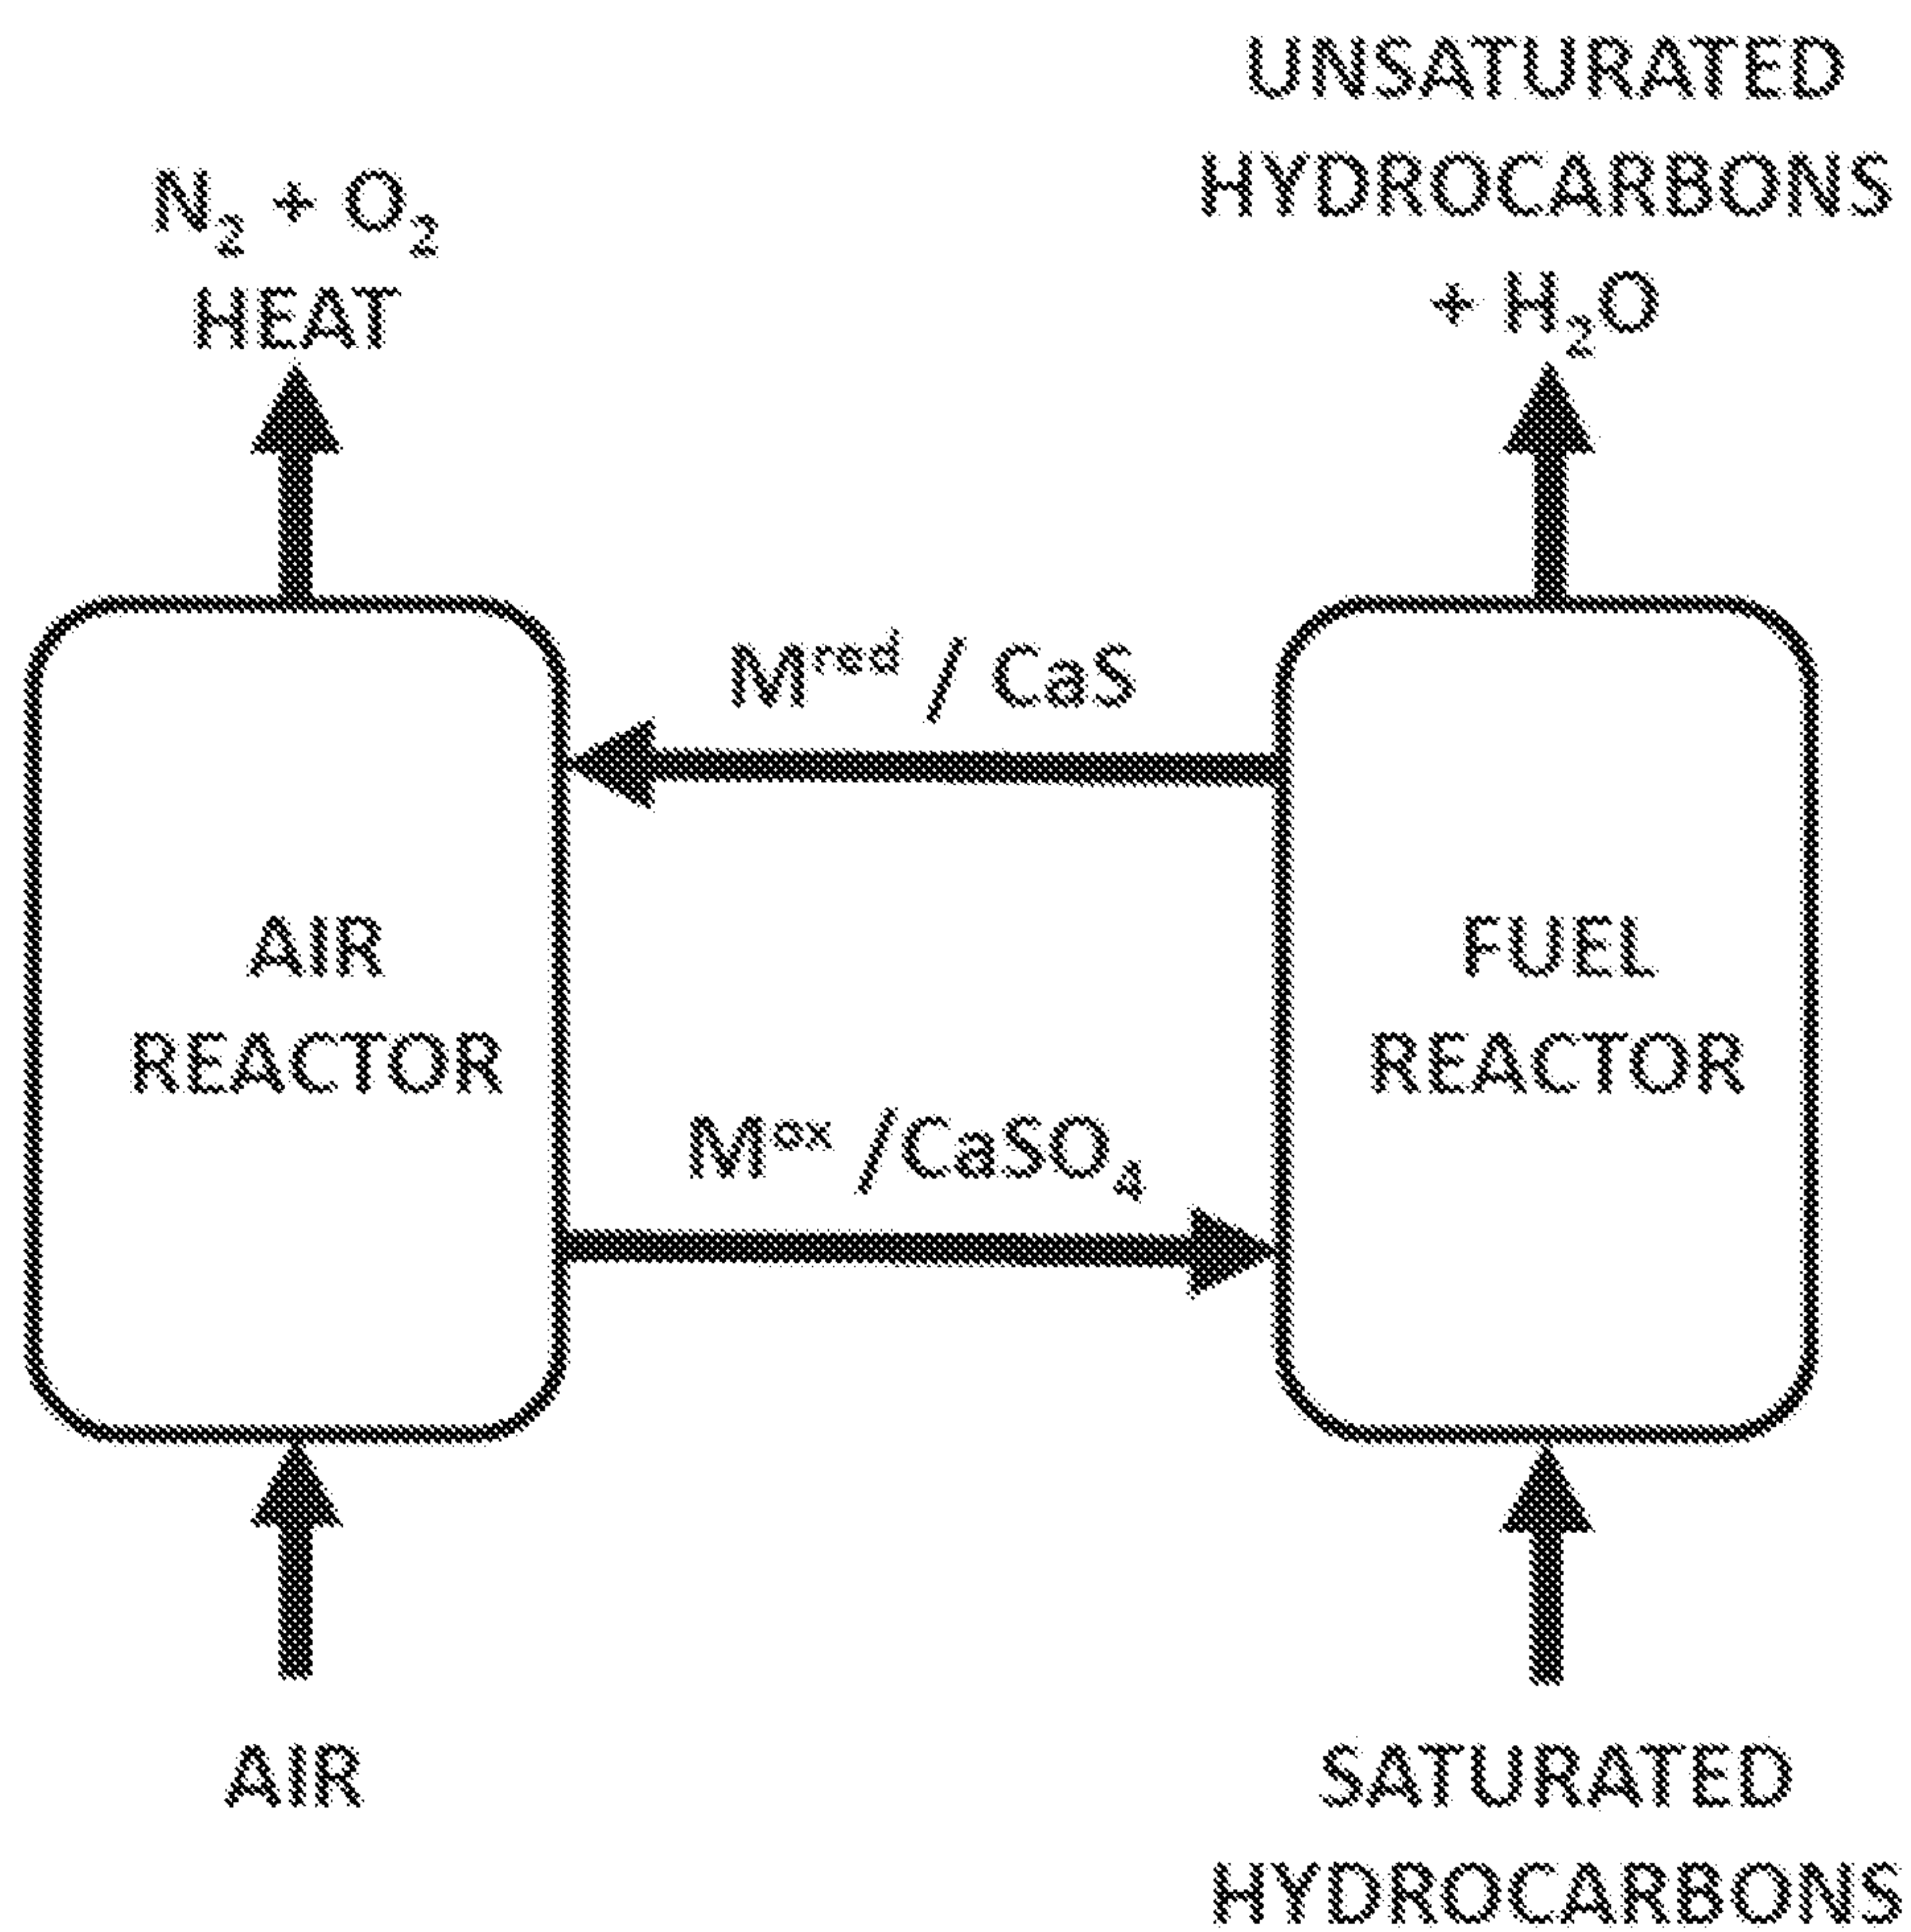 N₂ + O₂
HEAT
UNSATURATED
HYDROCARBONS
+ H₂O
Mʳᵉᵈ / CaS
AIR
REACTOR
FUEL
REACTOR
Mᵒˣ /CaSO₄
AIR
SATURATED
HYDROCARBONS